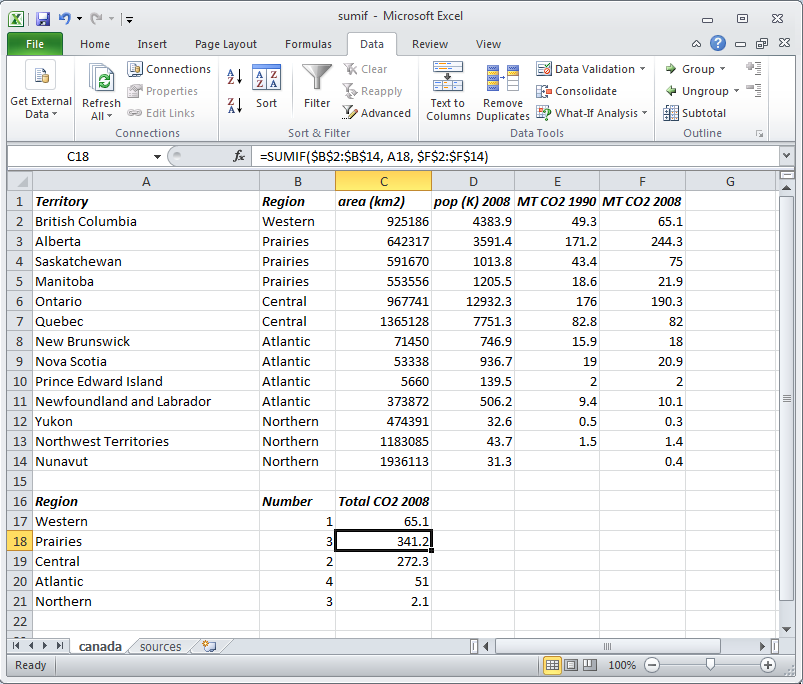 sumif - Microsoft Excel
File Home Insert Page Layout Formulas Data Review View
Get External Data
Refresh All
Connections
Properties
Edit Links
Connections
Sort
Filter
Clear
Reapply
Advanced
Sort & Filter
Text to Columns
Remove Duplicates
Data Validation
Consolidate
What-If Analysis
Data Tools
Group
Ungroup
Subtotal
Outline
C18 fx =SUMIF($B$2:$B$14, A18, $F$2:$F$14)
A B C D E F G
1 Territory Region area (km2) pop (K) 2008 MT CO2 1990 MT CO2 2008
2 British Columbia Western 925186 4383.9 49.3 65.1
3 Alberta Prairies 642317 3591.4 171.2 244.3
4 Saskatchewan Prairies 591670 1013.8 43.4 75
5 Manitoba Prairies 553556 1205.5 18.6 21.9
6 Ontario Central 967741 12932.3 176 190.3
7 Quebec Central 1365128 7751.3 82.8 82
8 New Brunswick Atlantic 71450 746.9 15.9 18
9 Nova Scotia Atlantic 53338 936.7 19 20.9
10 Prince Edward Island Atlantic 5660 139.5 2 2
11 Newfoundland and Labrador Atlantic 373872 506.2 9.4 10.1
12 Yukon Northern 474391 32.6 0.5 0.3
13 Northwest Territories Northern 1183085 43.7 1.5 1.4
14 Nunavut Northern 1936113 31.3 0.4
15
16 Region Number Total CO2 2008
17 Western 1 65.1
18 Prairies 3 341.2
19 Central 2 272.3
20 Atlantic 4 51
21 Northern 3 2.1
22
canada sources
Ready 100%